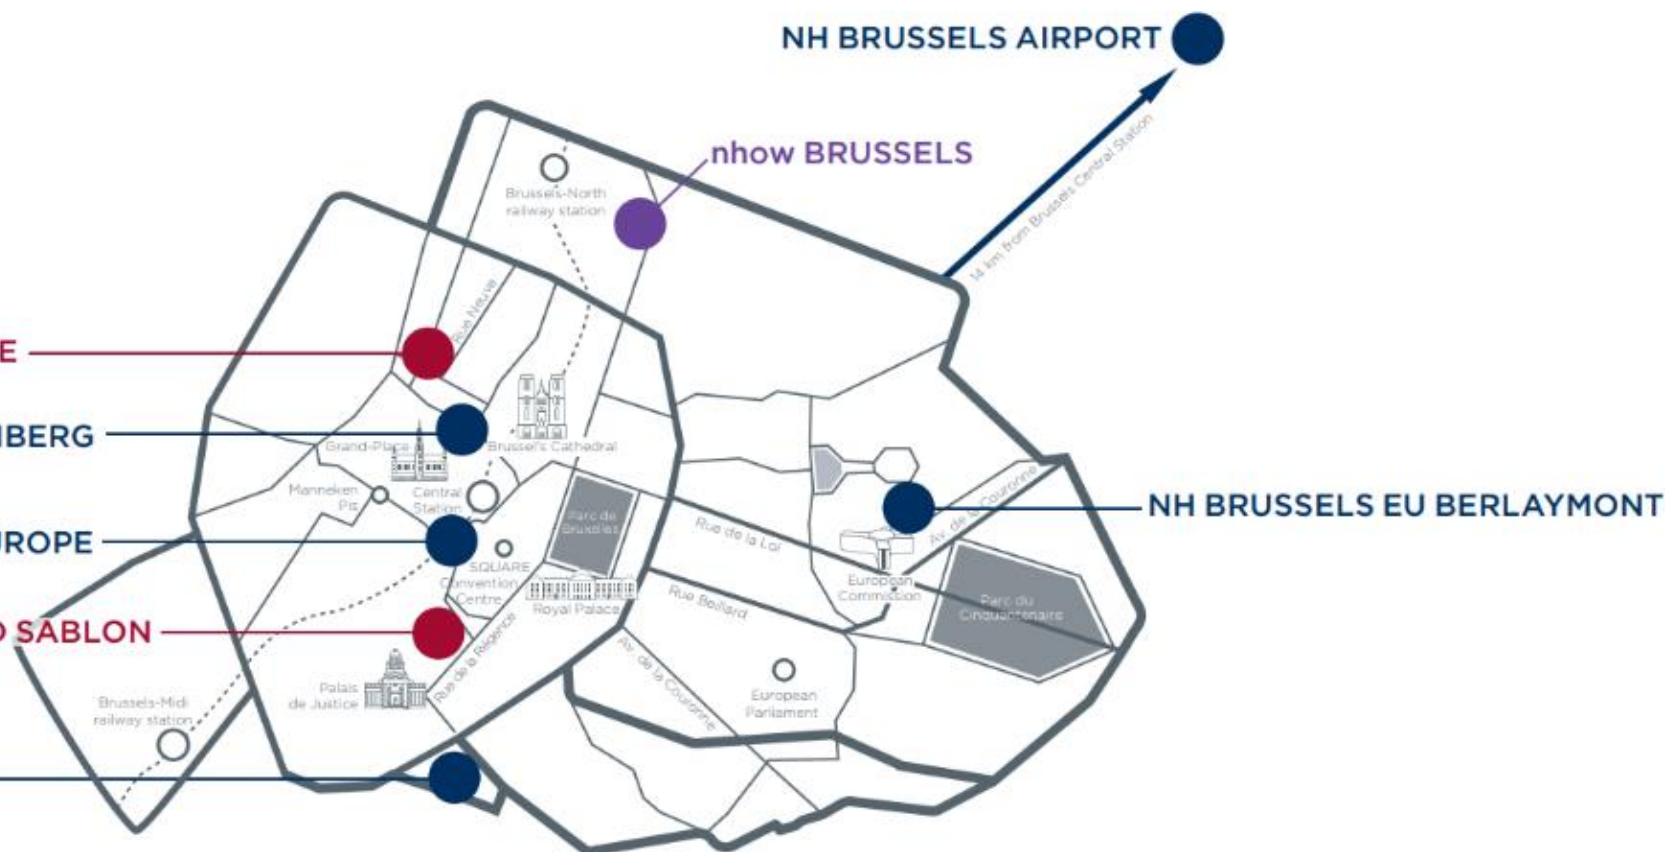 NH BRUSSELS AIRPORT
nhow BRUSSELS
14 km from Brussels Central Station
Brussels-North
railway station
Rue Neuve
E
Grand-Place
Brussel's Cathedral
BERG
Manneken
Pis
Central
Station
Parc de
Bruxelles
Rue de la Loi
Av. de la Couronne
NH BRUSSELS EU BERLAYMONT
UROPE
SQUARE
Convention
Centre
Royal Palace
Rue Beillard
European
Commission
Parc du
Cinquantenaire
SABLON
Rue de la Régence
Av. de la Couronne
Palais
de Justice
European
Parliament
Brussels-Midi
railway station